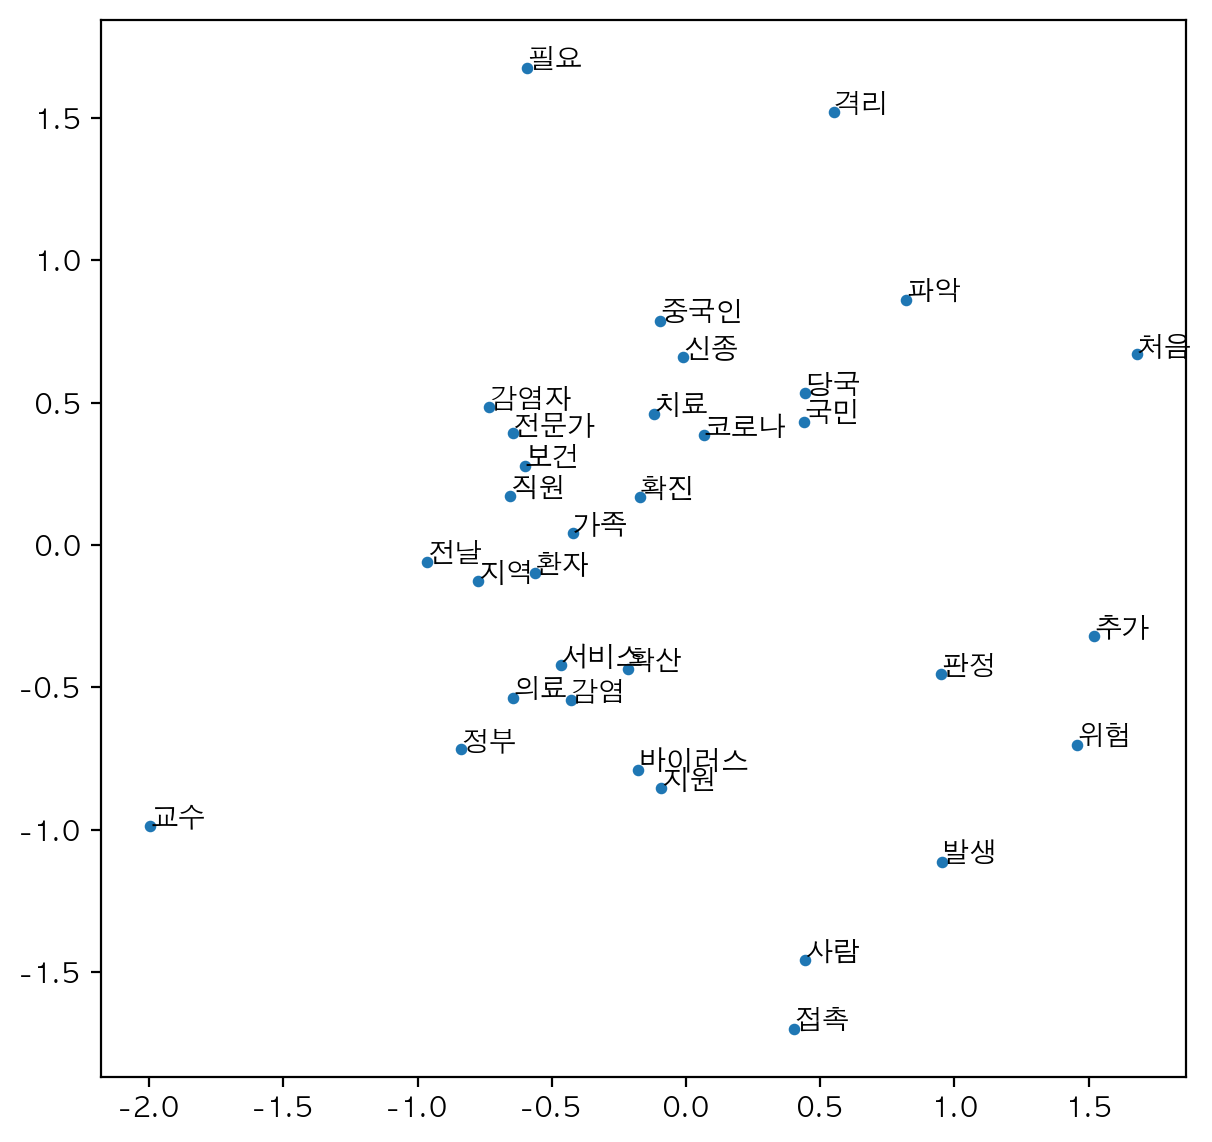 필요
격리
1.5
1.0
파악
중국인
신종
처음
당국
감염자
치료
국민
0.5
전문가
코로나
보건
직원
확진
가족
0.0
전날
환자
지역
추가
서비스
확산
판정
-0.5
의료
감염
위험
정부
바이러스
지원
교수
-1.0
발생
사람
-1.5
접촉
-2.0 -1.5 -1.0 -0.5 0.0 0.5 1.0 1.5